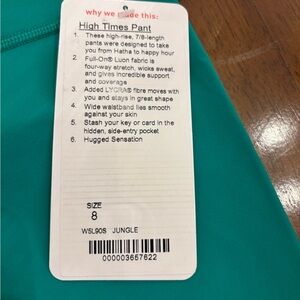 why we made this:
High Times Pant
1. These high-rise, 7/8-length
pants were designed to take
you from Hatha to happy hour
2. Full-On® Luon fabric is
four-way stretch, wicks sweat,
and gives incredible support
and coverage
3. Added LYCRA® fibre moves with
you and stays in great shape
4. Wide waistband lies smooth
against your skin
5. Stash your key or card in the
hidden, side-entry pocket
6. Hugged Sensation
SIZE
8
W5L90S JUNGLE
000003657622